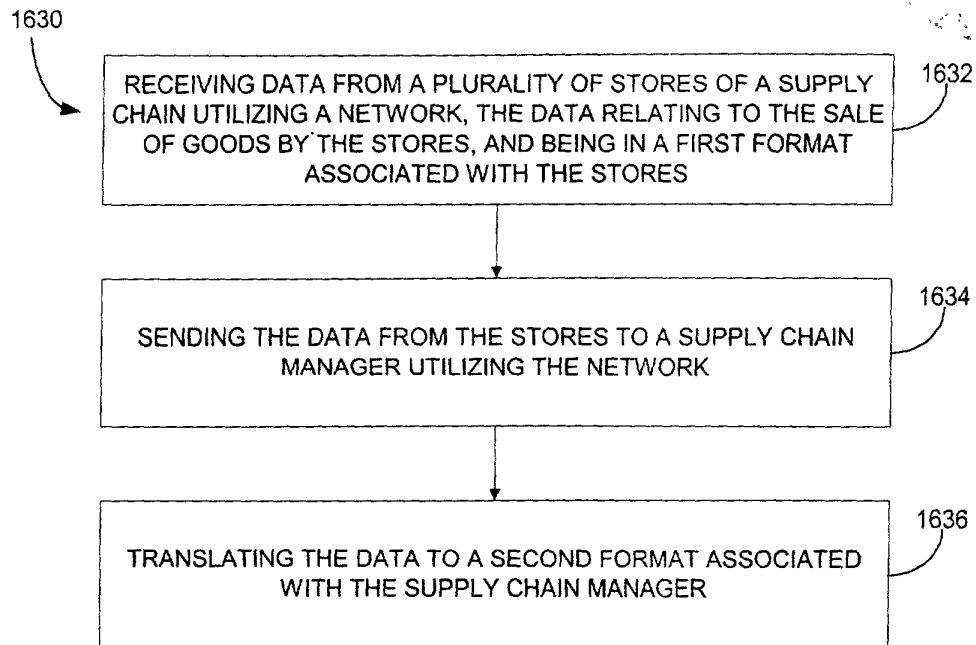 1630
RECEIVING DATA FROM A PLURALITY OF STORES OF A SUPPLY
CHAIN UTILIZING A NETWORK, THE DATA RELATING TO THE SALE
OF GOODS BY THE STORES, AND BEING IN A FIRST FORMAT
ASSOCIATED WITH THE STORES
1632
SENDING THE DATA FROM THE STORES TO A SUPPLY CHAIN
MANAGER UTILIZING THE NETWORK
1634
TRANSLATING THE DATA TO A SECOND FORMAT ASSOCIATED
WITH THE SUPPLY CHAIN MANAGER
1636